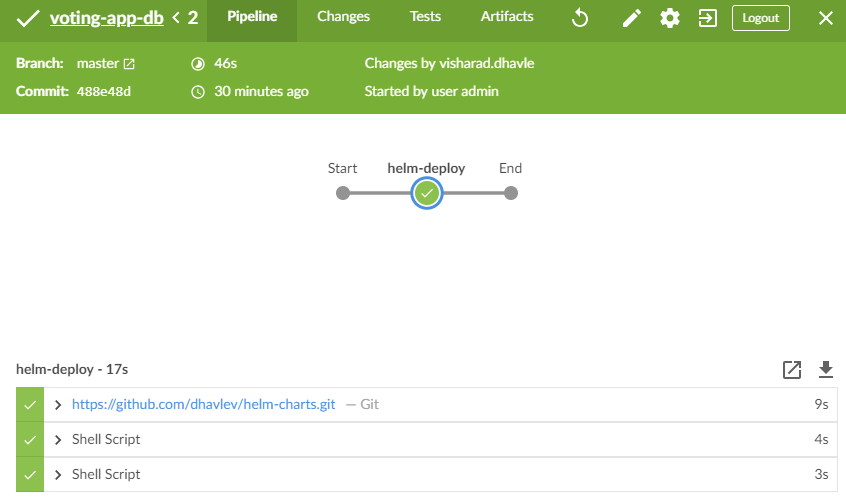 voting-app-db < 2 Pipeline Changes Tests Artifacts Logout
Branch: master 46s Changes by visharad.dhavle
Commit: 488e48d 30 minutes ago Started by user admin
Start helm-deploy End
helm-deploy - 17s
https://github.com/dhavlev/helm-charts.git — Git 9s
Shell Script 4s
Shell Script 3s